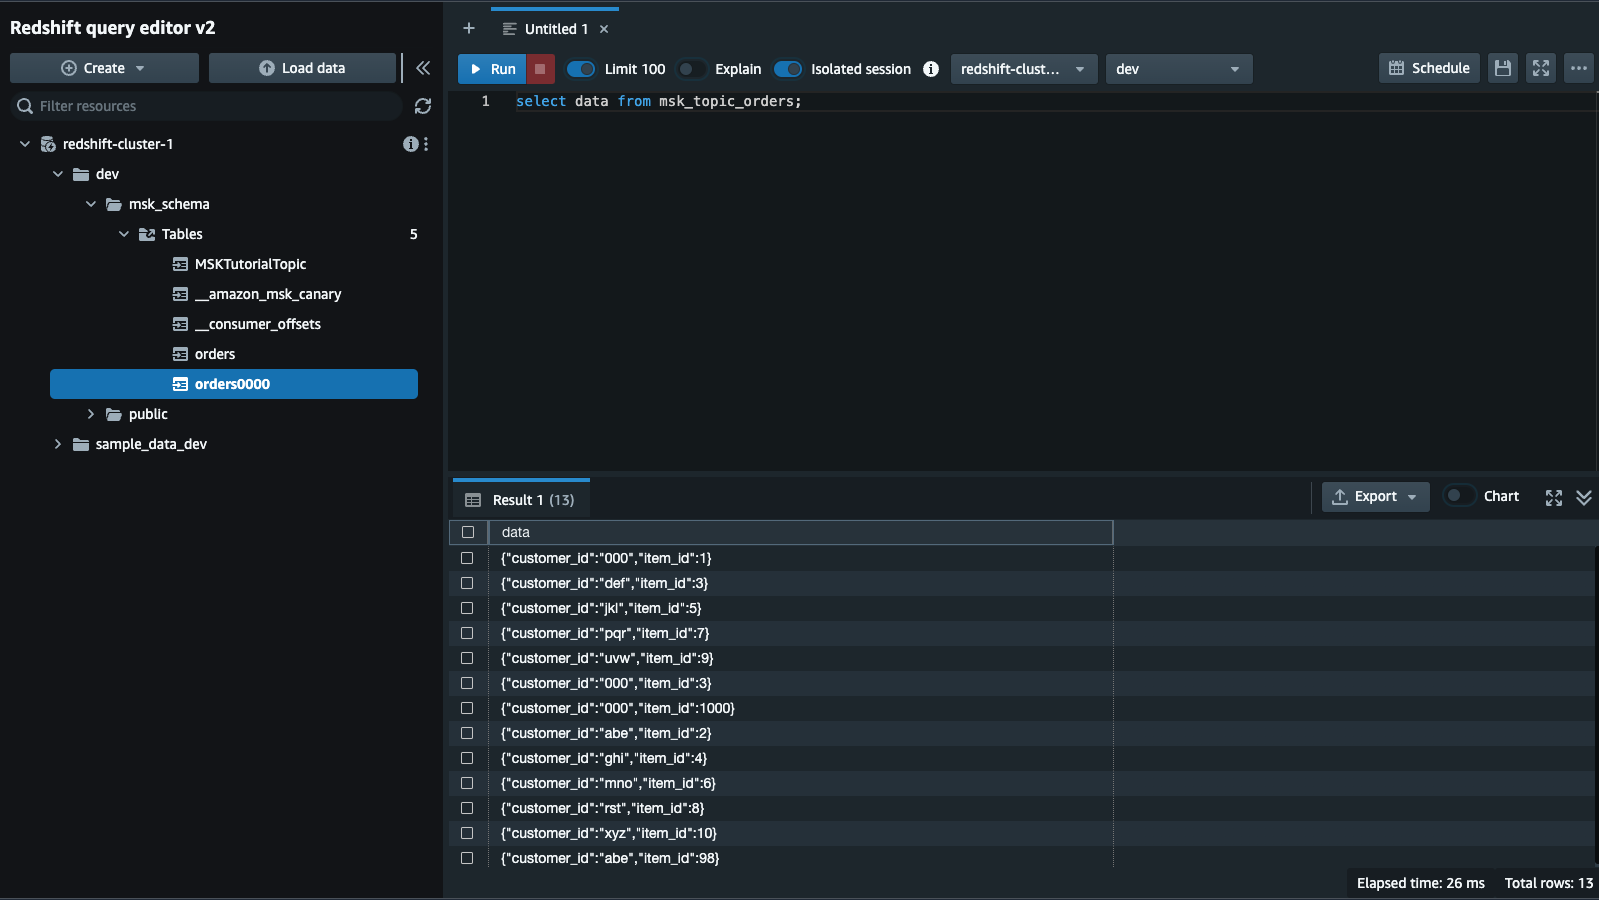 Redshift query editor v2
Create
Load data
Filter resources
redshift-cluster-1
dev
msk_schema
Tables 5
MSKTutorialTopic
__amazon_msk_canary
__consumer_offsets
orders
orders0000
public
sample_data_dev
Untitled 1
Run
Limit 100
Explain
Isolated session
redshift-clust...
dev
Schedule
1 select data from msk_topic_orders;
Result 1 (13)
Export
Chart
data
{"customer_id":"000","item_id":1}
{"customer_id":"def","item_id":3}
{"customer_id":"jkl","item_id":5}
{"customer_id":"pqr","item_id":7}
{"customer_id":"uvw","item_id":9}
{"customer_id":"000","item_id":3}
{"customer_id":"000","item_id":1000}
{"customer_id":"abe","item_id":2}
{"customer_id":"ghi","item_id":4}
{"customer_id":"mno","item_id":6}
{"customer_id":"rst","item_id":8}
{"customer_id":"xyz","item_id":10}
{"customer_id":"abe","item_id":98}
Elapsed time: 26 ms Total rows: 13